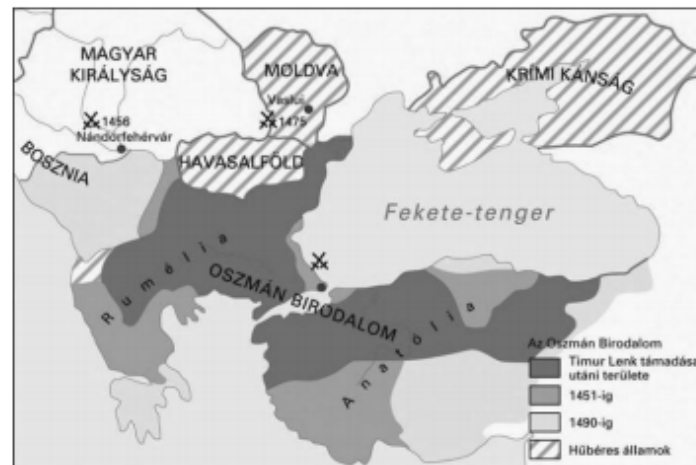 MAGYAR
KIRÁLYSÁG
MOLDVA
Vaslui
1475
KRÍMI KÁNSÁG
1456
Nándorfehérvár
BOSZNIA
HAVASALFÖLD
Fekete-tenger
Rumélia
OSZMÁN BIRODALOM
Anatólia
Az Oszmán Birodalom
Timur Lenk támadása
utáni területe
1451-ig
1490-ig
Hűbéres államok